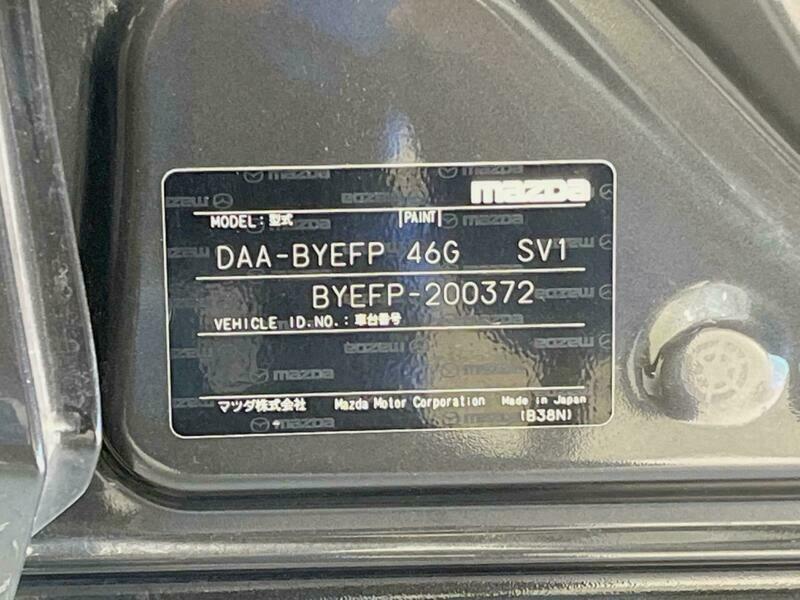 mazda
MODEL:型式 PAINT
DAA-BYEFP 46G SV1
BYEFP-200372
VEHICLE ID.NO.:車台番号
マツダ株式会社 Mazda Motor Corporation Made in Japan
(B38N)